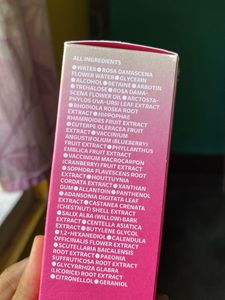 ALL INGREDIENTS
●WATER●ROSA DAMASCENA
FLOWER WATER●GLYCERIN
●ALCOHOL●BETAINE●ARBUTIN
●TREHALOSE●ROSA DAMA-
SCENA FLOWER OIL●ARCTOSTA-
PHYLOS UVA-URSI LEAF EXTRACT
●RHODIOLA ROSEA ROOT
EXTRACT●HIPPOPHAE
RHAMNOIDES FRUIT EXTRACT
●EUTERPE OLERACEA FRUIT
EXTRACT●VACCINIUM
ANGUSTIFOLIUM (BLUEBERRY)
FRUIT EXTRACT●PHYLLANTHUS
EMBLICA FRUIT EXTRACT
●VACCINIUM MACROCARPON
(CRANBERRY) FRUIT EXTRACT
●SOPHORA FLAVESCENS ROOT
EXTRACT●HOUTTUYNIA
CORDATA EXTRACT●XANTHAN
GUM●ALLANTOIN●PANTHENOL
●ADANSONIA DIGITATA LEAF
EXTRACT●CASTANEA CRENATA
(CHESTNUT) SHELL EXTRACT
●SALIX ALBA (WILLOW) BARK
EXTRACT●CENTELLA ASIATICA
EXTRACT●BUTYLENE GLYCOL
●1,2-HEXANEDIOL●CALENDULA
OFFICINALIS FLOWER EXTRACT
●SCUTELLARIA BAICALENSIS
ROOT EXTRACT●PAEONIA
SUFFRUTICOSA ROOT EXTRACT
●GLYCYRRHIZA GLABRA
(LICORICE) ROOT EXTRACT
●CITRONELLOL●GERANIOL